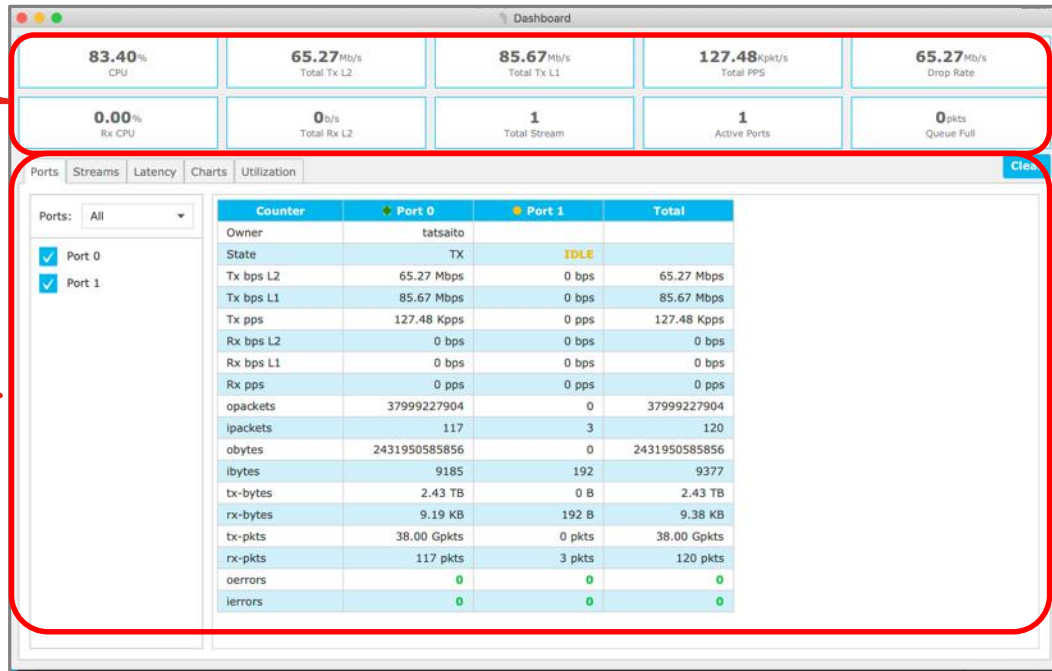 Dashboard
83.40% 65.27Mb/s 85.67Mb/s 127.48Kpkt/s 65.27Mb/s
CPU Total Tx L2 Total Tx L1 Total PPS Drop Rate
0.00% 0b/s 1 1 0pkts
Rx CPU Total Rx L2 Total Stream Active Ports Queue Full
Ports Streams Latency Charts Utilization
Ports: All
Port 0
Port 1
Counter Port 0 Port 1 Total
Owner tatsaito
State TX IDLE
Tx bps L2 65.27 Mbps 0 bps 65.27 Mbps
Tx bps L1 85.67 Mbps 0 bps 85.67 Mbps
Tx pps 127.48 Kpps 0 pps 127.48 Kpps
Rx bps L2 0 bps 0 bps 0 bps
Rx bps L1 0 bps 0 bps 0 bps
Rx pps 0 pps 0 pps 0 pps
opackets 37999227904 0 37999227904
ipackets 117 3 120
obytes 2431950585856 0 2431950585856
ibytes 9185 192 9377
tx-bytes 2.43 TB 0 B 2.43 TB
rx-bytes 9.19 KB 192 B 9.38 KB
tx-pkts 38.00 Gpkts 0 pkts 38.00 Gpkts
rx-pkts 117 pkts 3 pkts 120 pkts
oerrors 0 0 0
ierrors 0 0 0